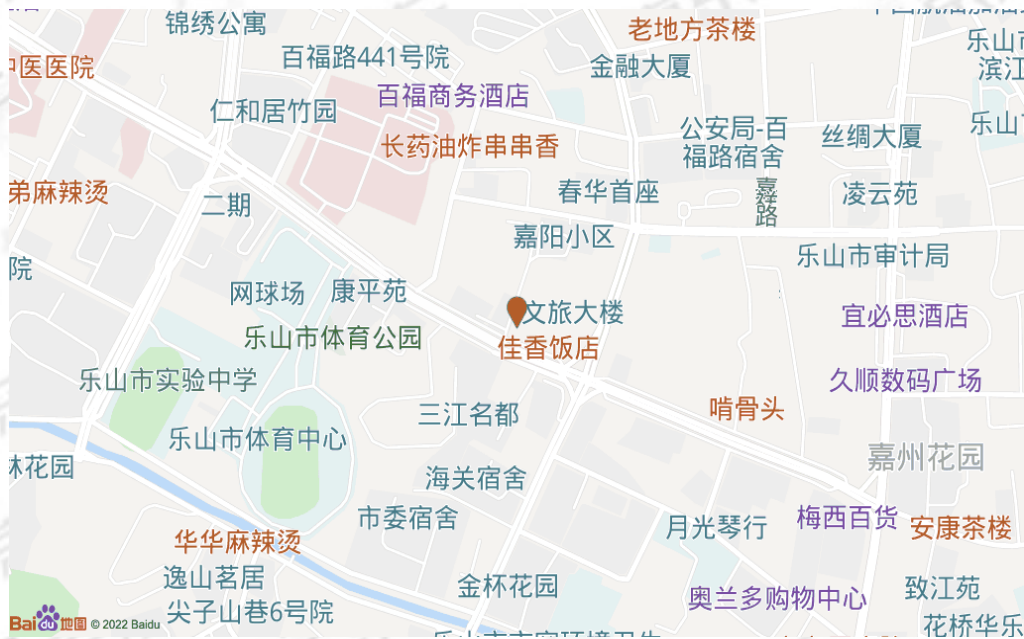 锦绣公寓
老地方茶楼
乐山市
百福路441号院
金融大厦
滨江
中医医院
百福商务酒店
仁和居竹园
公安局-百
福路宿舍
丝绸大厦
乐山
长药油炸串串香
弟麻辣烫
二期
春华首座
嘉
路
凌云苑
嘉阳小区
乐山市审计局
院
网球场
康平苑
文旅大楼
宜必思酒店
乐山市体育公园
佳香饭店
乐山市实验中学
久顺数码广场
三江名都
啃骨头
乐山市体育中心
嘉州花园
林花园
海关宿舍
市委宿舍
月光琴行
梅西百货
安康茶楼
华华麻辣烫
逸山茗居
金杯花园
奥兰多购物中心
致江苑
尖子山巷6号院
Baidu地图 © 2022 Baidu
花桥华乐